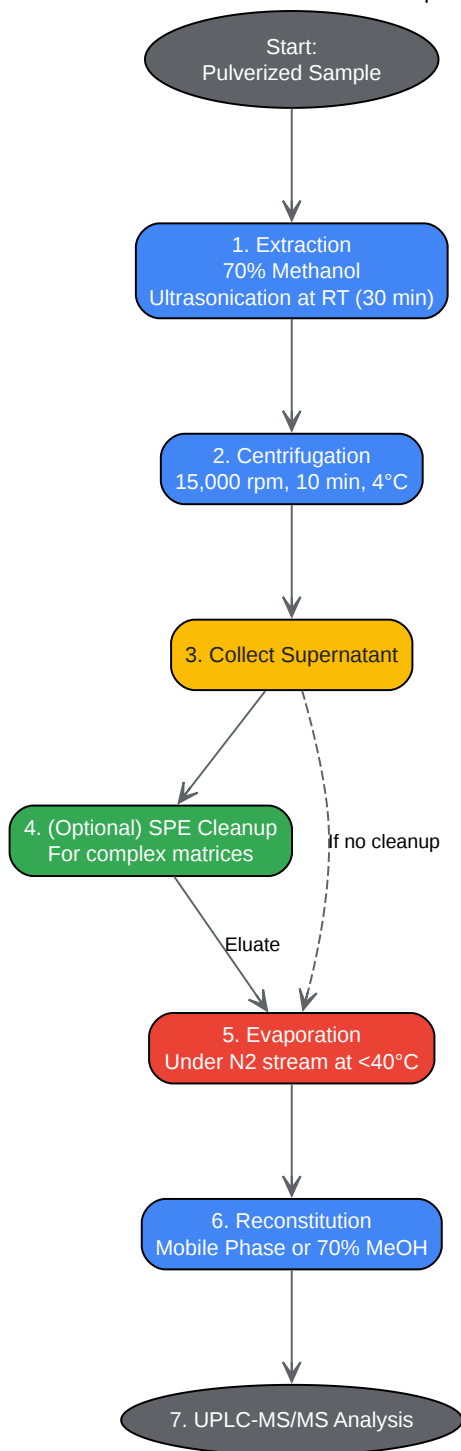 Start:
Pulverized Sample
1. Extraction
70% Methanol
Ultrasonication at RT (30 min)
2. Centrifugation
15,000 rpm, 10 min, 4°C
3. Collect Supernatant
4. (Optional) SPE Cleanup
For complex matrices
If no cleanup
Eluate
5. Evaporation
Under N2 stream at <40°C
6. Reconstitution
Mobile Phase or 70% MeOH
7. UPLC-MS/MS Analysis